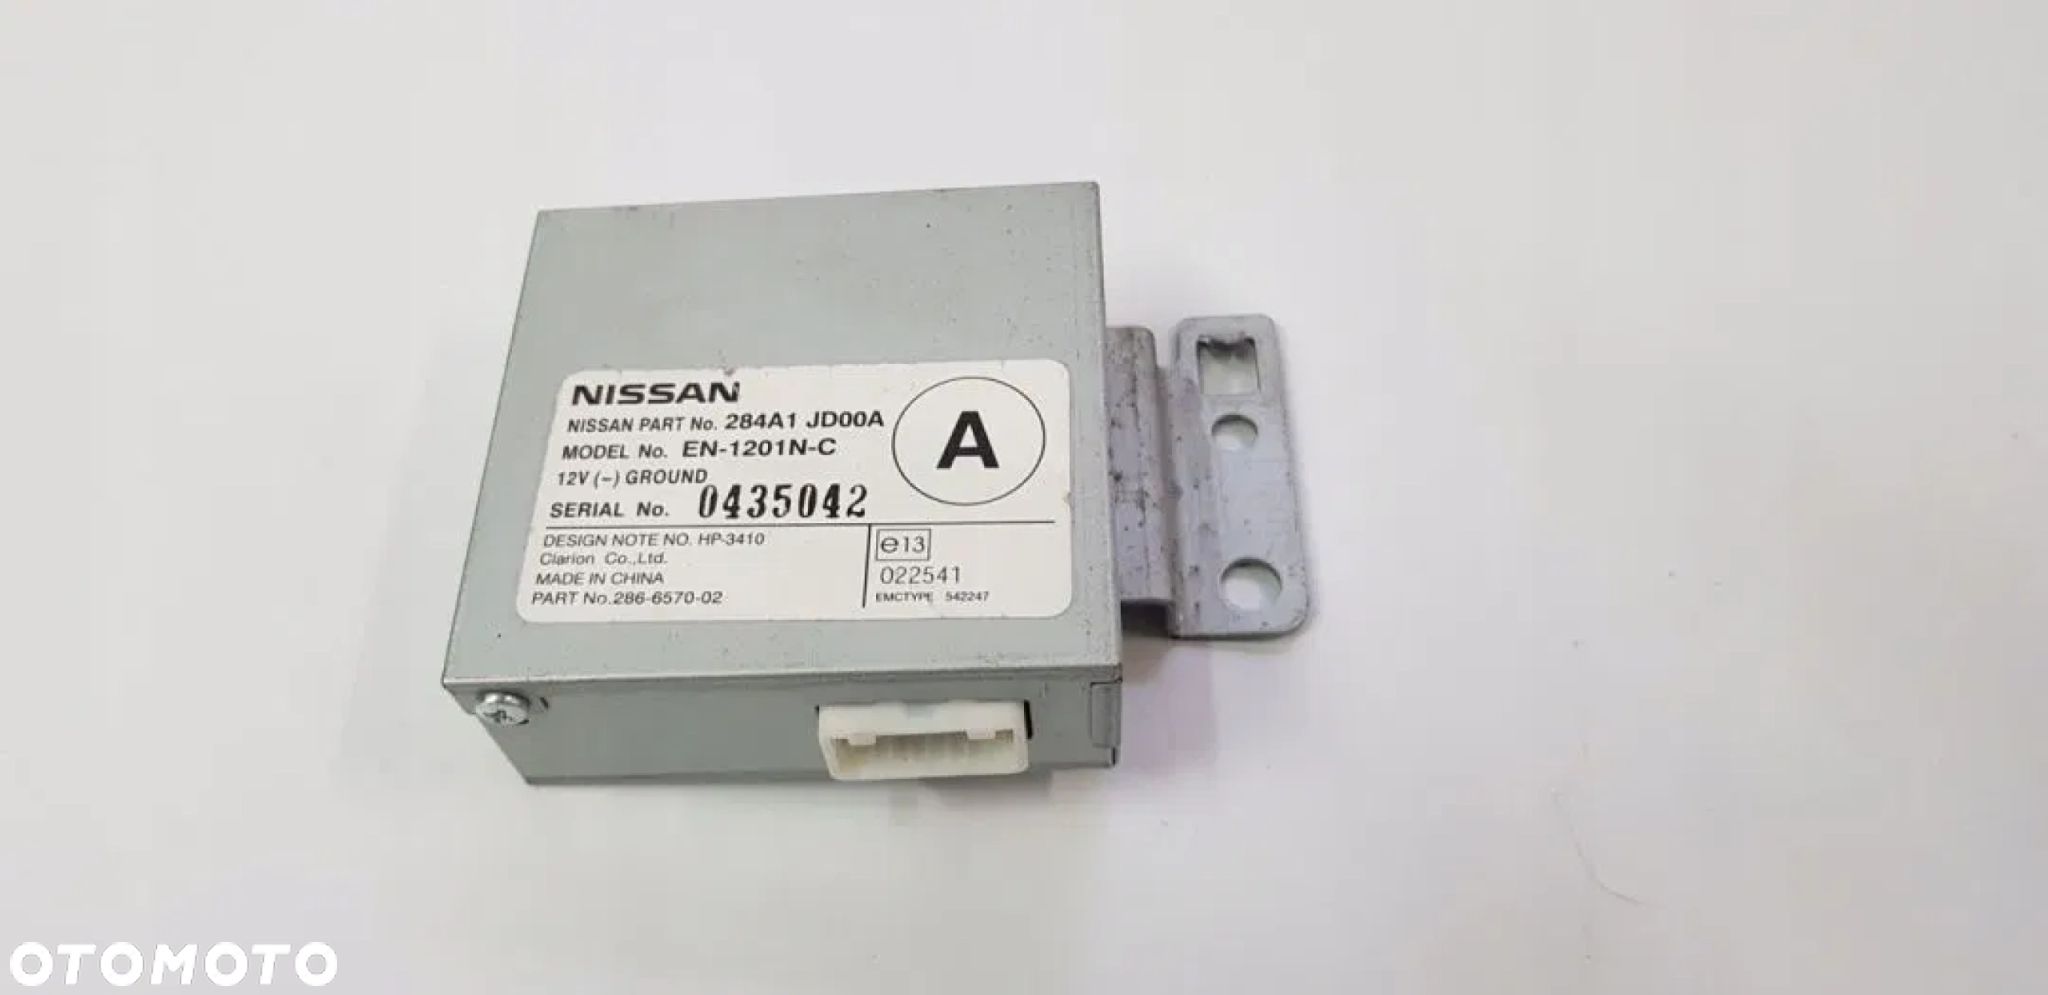 NISSAN
NISSAN PART No. 284A1 JD00A
MODEL No. EN-1201N-C
12V (-) GROUND
SERIAL No. 0435042
A
DESIGN NOTE NO. HP-3410
Clarion Co.,Ltd.
MADE IN CHINA
PART No.286-6570-02
e13
022541
EMCTYPE 542247
OTOMOTO